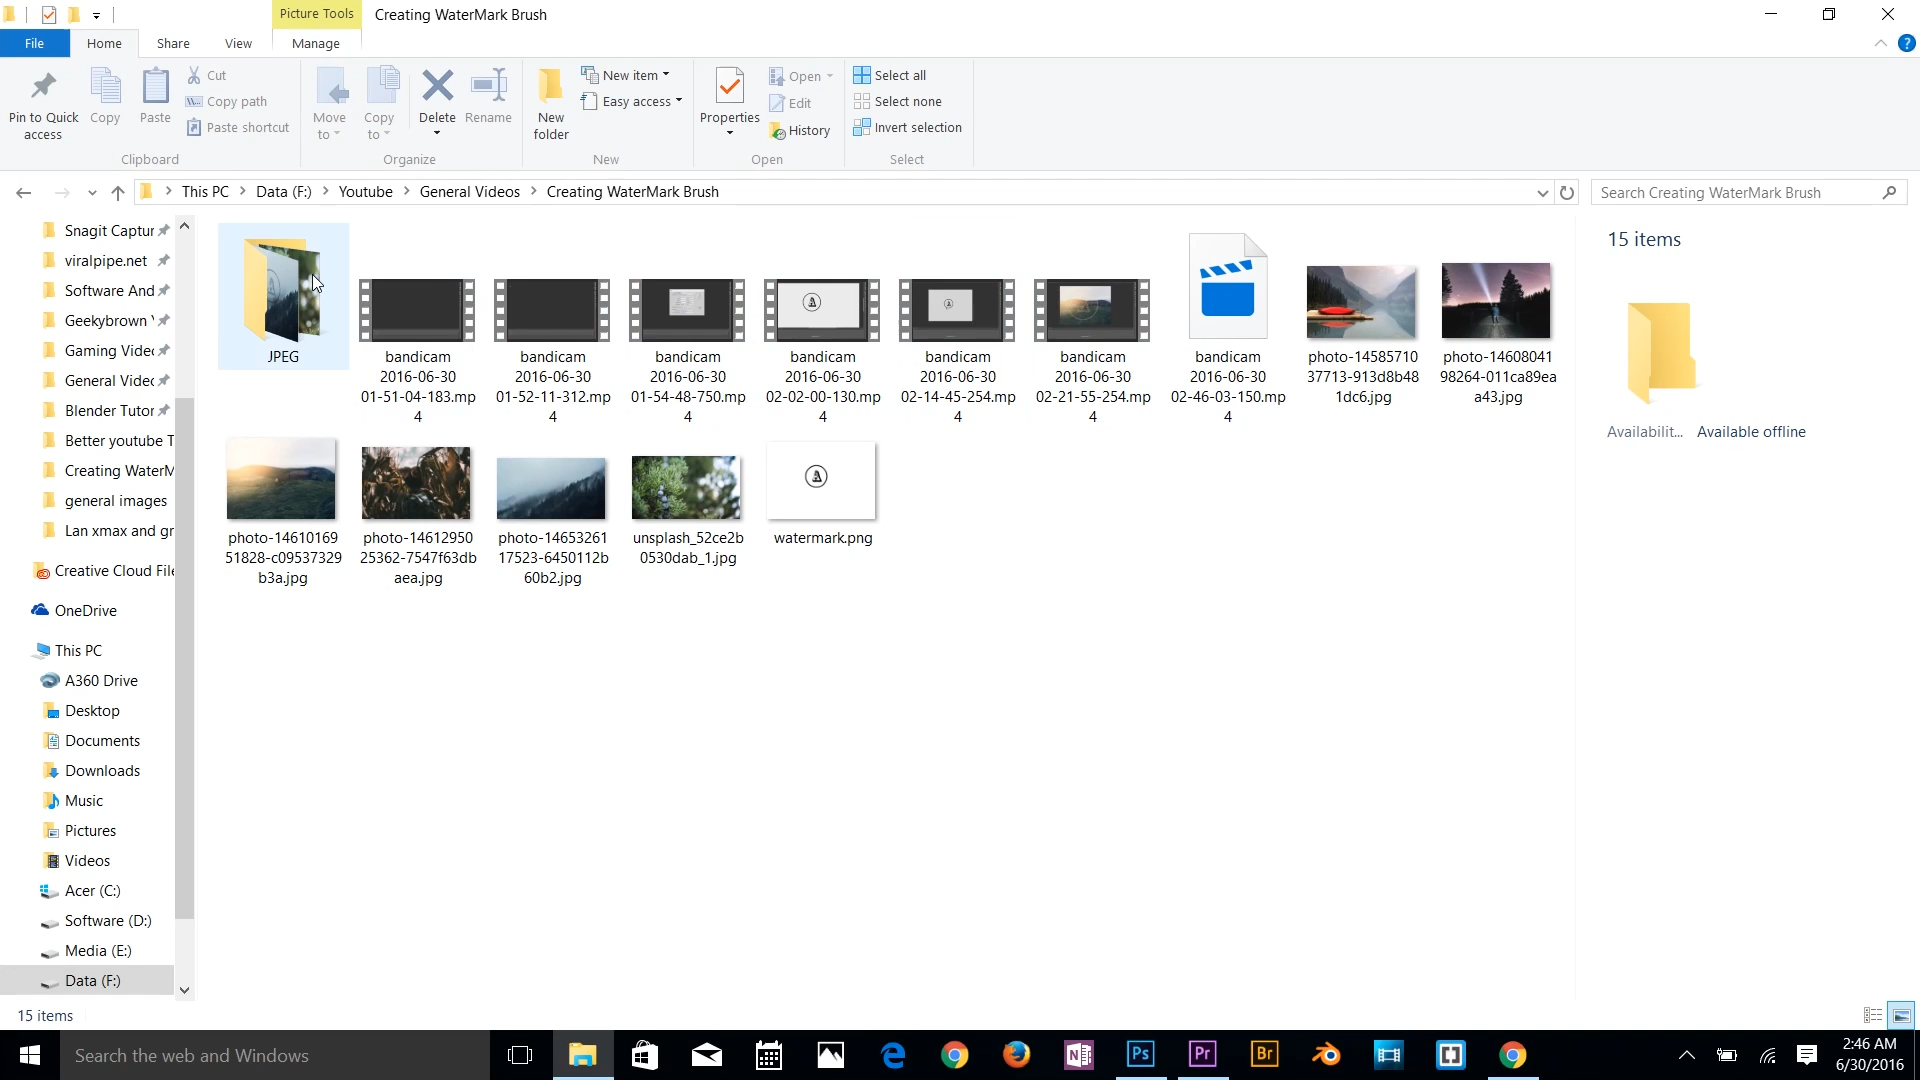 Picture Tools
Creating WaterMark Brush
File
Home
Share
View
Manage
Pin to Quick
access
Copy
Paste
Cut
Copy path
Paste shortcut
Clipboard
Move
to
Copy
to
Delete
Rename
Organize
New
folder
New item
Easy access
New
Properties
Open
Edit
History
Open
Select all
Select none
Invert selection
Select
This PC
Data (F:)
Youtube
General Videos
Creating WaterMark Brush
Search Creating WaterMark Brush
Snagit Captur
viralpipe.net
Software And
Geekybrown
Gaming Video
General Video
Blender Tutor
Better youtube T
Creating WaterM
general images
Lan xmax and gr
Creative Cloud File
OneDrive
This PC
A360 Drive
Desktop
Documents
Downloads
Music
Pictures
Videos
Acer (C:)
Software (D:)
Media (E:)
Data (F:)
JPEG
bandicam
2016-06-30
01-51-04-183.mp
4
bandicam
2016-06-30
01-52-11-312.mp
4
bandicam
2016-06-30
01-54-48-750.mp
4
bandicam
2016-06-30
02-02-00-130.mp
4
bandicam
2016-06-30
02-14-45-254.mp
4
bandicam
2016-06-30
02-21-55-254.mp
4
bandicam
2016-06-30
02-46-03-150.mp
4
photo-14585710
37713-913d8b48
1dc6.jpg
photo-14608041
98264-011ca89ea
a43.jpg
photo-14610169
51828-c09537329
b3a.jpg
photo-14612950
25362-7547f63db
aea.jpg
photo-14653261
17523-6450112b
60b2.jpg
unsplash_52ce2b
0530dab_1.jpg
watermark.png
15 items
Availabilit... Available offline
15 items
Search the web and Windows
N
Ps
Pr
Br
2:46 AM
6/30/2016